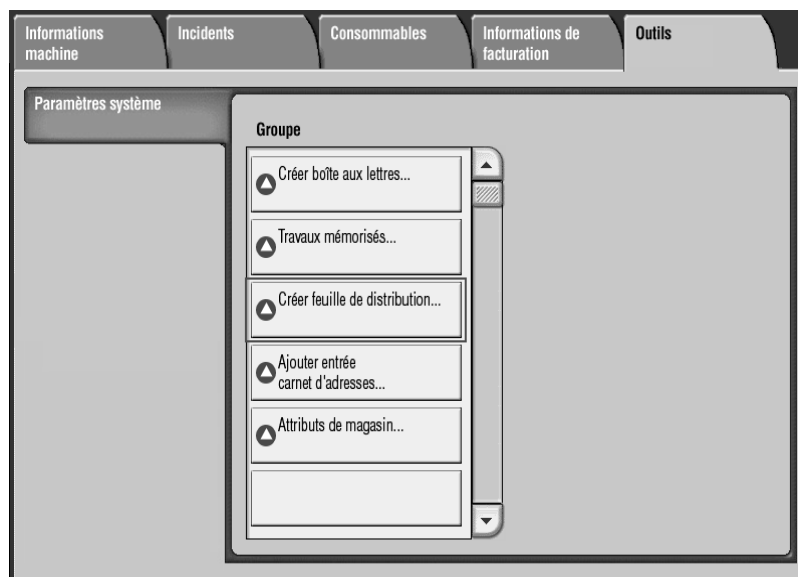 Informations
machine
Incidents
Consommables
Informations de
facturation
Outils
Paramètres système
Groupe
Créer boîte aux lettres...
Travaux mémorisés...
Créer feuille de distribution...
Ajouter entrée
carnet d'adresses...
Attributs de magasin...